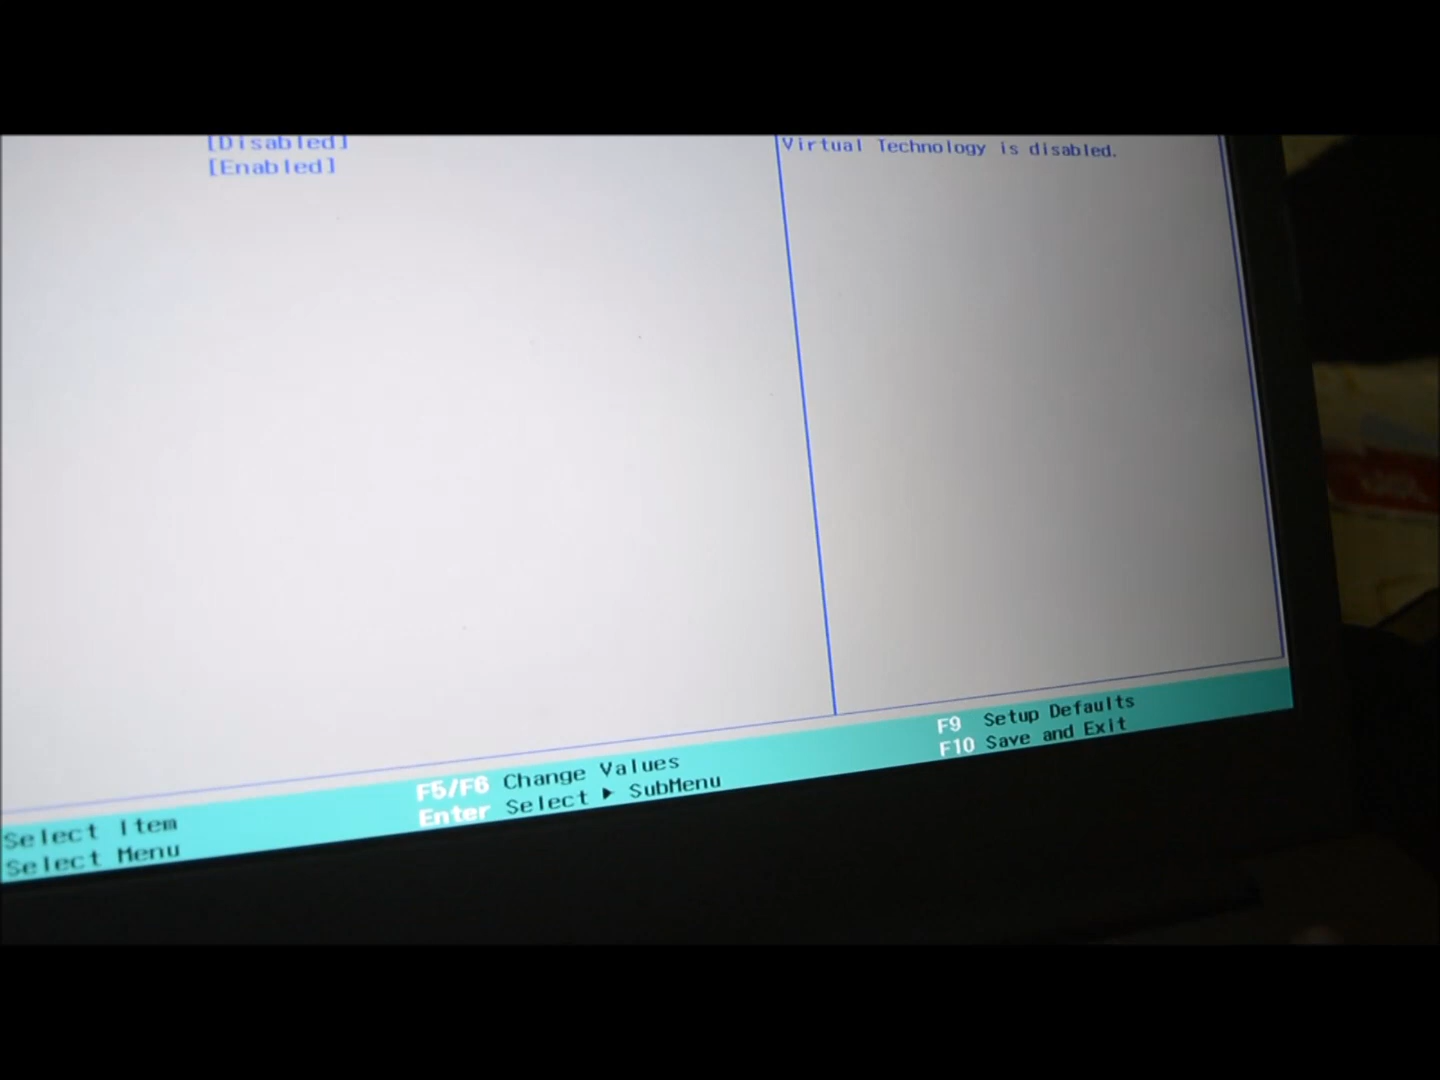 [Disabled]
[Enabled]
Virtual Technology is disabled.
Select Item
Select Menu
F5/F6 Change Values
Enter Select ▶ SubMenu
F9 Setup Defaults
F10 Save and Exit